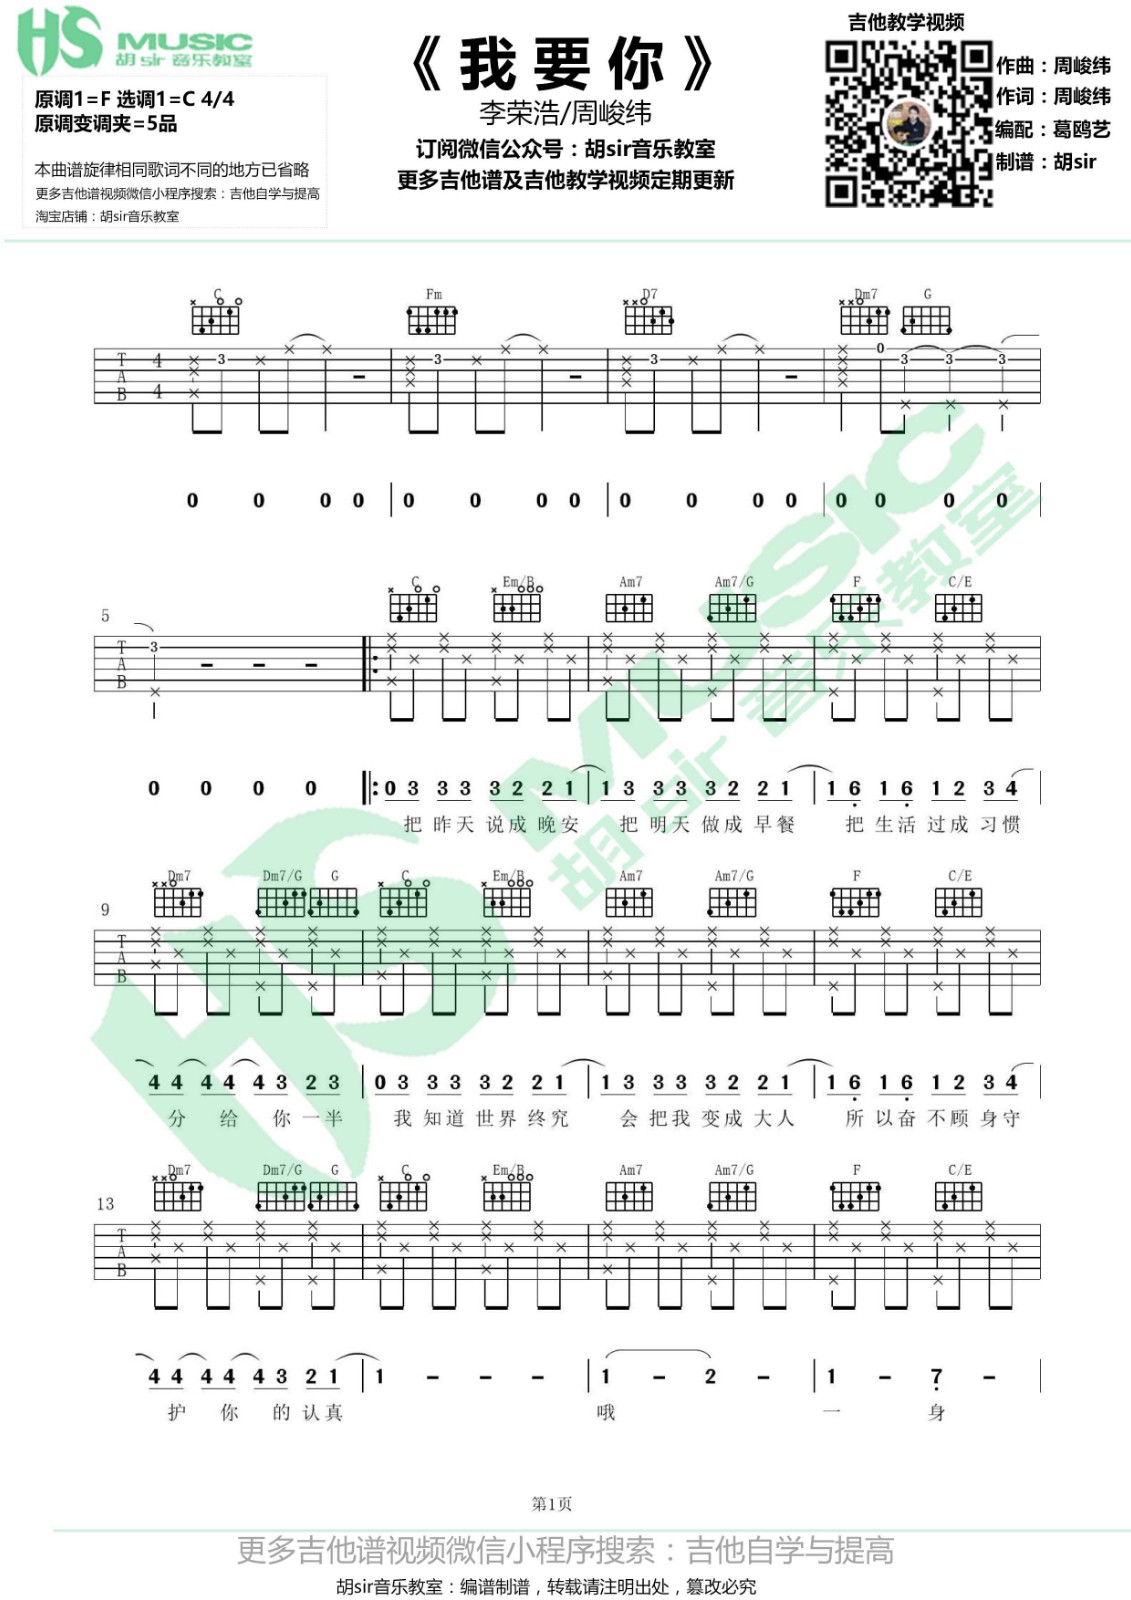 HS MUSIC
胡 sir 音乐教室
原调1=F 选调1=C 4/4
原调变调夹=5品
本曲谱旋律相同歌词不同的地方已省略
更多吉他谱视频微信小程序搜索：吉他自学与提高
淘宝店铺：胡sir音乐教室
《我要你》
李荣浩/周峻纬
订阅微信公众号：胡sir音乐教室
更多吉他谱及吉他教学视频定期更新
吉他教学视频
作曲：周峻纬
作词：周峻纬
编配：葛鸥艺
制谱：胡sir
C Fm D7 Dm7 G
T A B 4 4 3 3 3 0 3 3 3
0 0 0 0 0 0 0 0 0 0 0 0 0 0 0 0
C Em/B Am7 Am7/G F C/E
5
T A B 3
0 0 0 0 0 3 3 3 3 2 2 1 1 3 3 3 3 2 2 1 1 6 1 6 1 2 3 4
把 昨天 说成 晚安 把 明天 做成 早餐 把 生活 过成 习惯
Dm7 Dm7/G G C Em/B Am7 Am7/G F C/E
9
T A B
4 4 4 4 4 3 2 3 0 3 3 3 3 2 2 1 1 3 3 3 3 2 2 1 1 6 1 6 1 2 3 4
分 给 你 一半 我 知道 世界 终究 会 把我 变成 大人 所 以奋 不顾 身守
Dm7 Dm7/G G C Em/B Am7 Am7/G F C/E
13
T A B
4 4 4 4 4 3 2 1 1 - - - 1 - 2 - 1 - 7 -
护 你 的 认真 哦 一 身
第1页
更多吉他谱视频微信小程序搜索：吉他自学与提高
胡sir音乐教室：编谱制谱，转载请注明出处，篡改必究
HS MUSIC
胡 sir 音乐教室